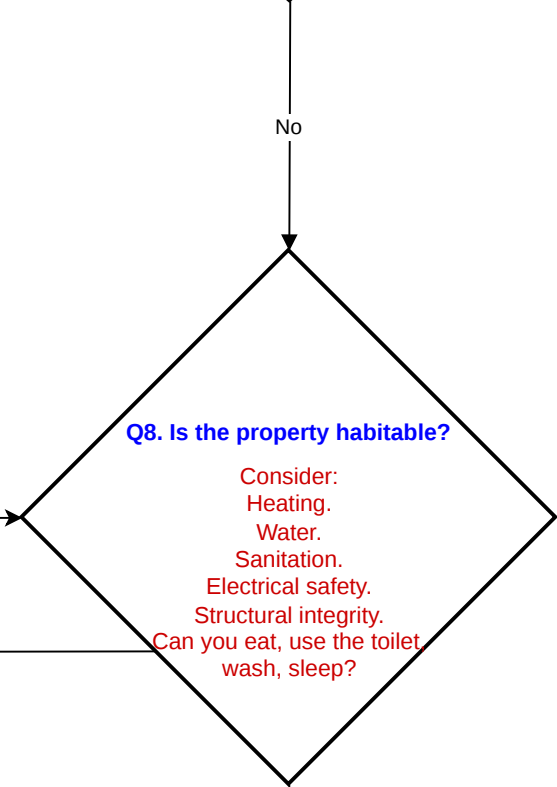 No
Q8. Is the property habitable?
Consider:
Heating.
Water.
Sanitation.
Electrical safety.
Structural integrity.
Can you eat, use the toilet,
wash, sleep?